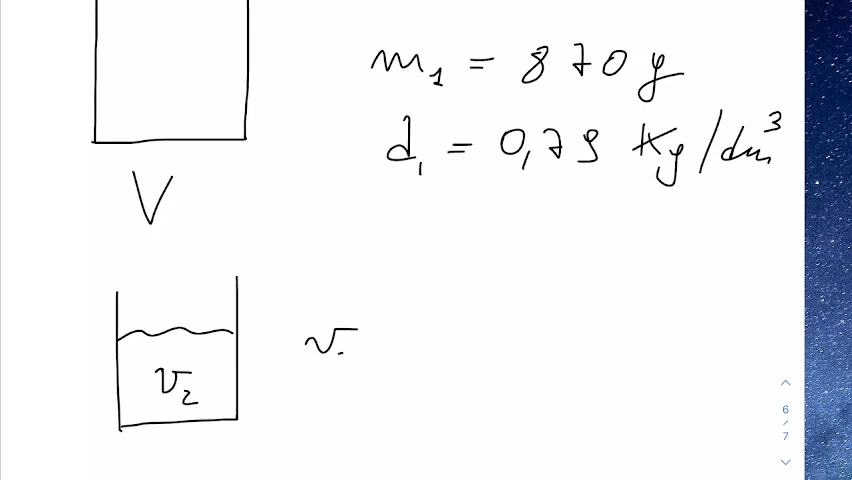 m₁ = 870 g
d₁ = 0,79 Kg/dm³
V
V₂
V.
6
/
7